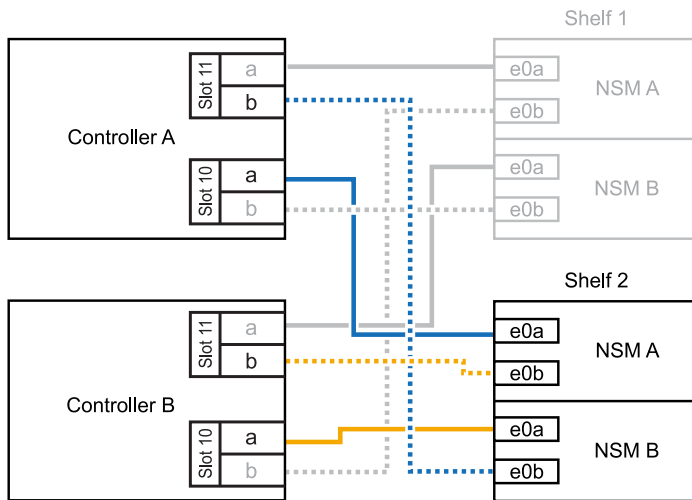 Shelf 1
Controller A
Slot 11
a
b
Slot 10
a
b
e0a
e0b
NSM A
e0a
e0b
NSM B
Shelf 2
Controller B
Slot 11
a
b
Slot 10
a
b
e0a
e0b
NSM A
e0a
e0b
NSM B